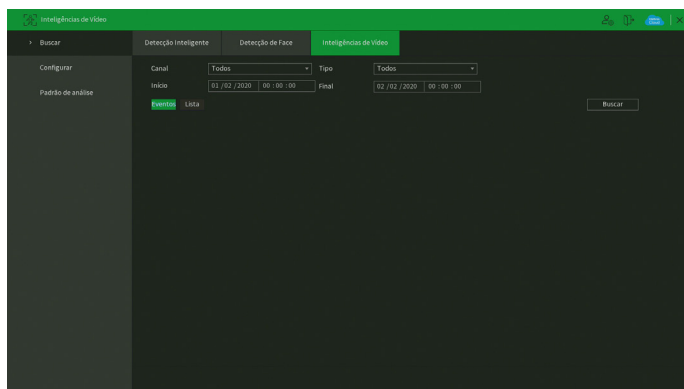 Inteligências de Vídeo
Buscar
Detecção Inteligente
Detecção de Face
Inteligências de Vídeo
Configurar
Padrão de análise
Canal
Todos
Tipo
Todos
Início
01 /02 /2020 00 : 00 : 00
Final
02 /02 /2020 00 : 00 : 00
Eventos
Lista
Buscar